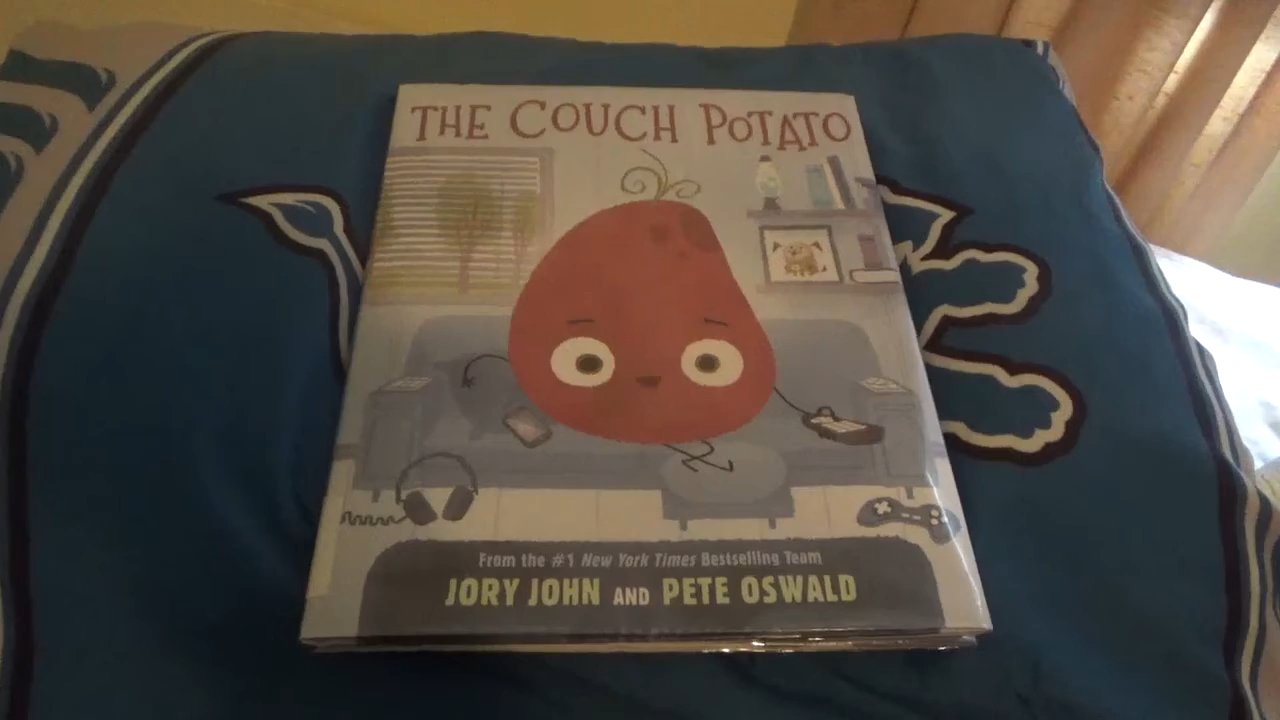 THE COUCH POTATO
From the #1 New York Times Bestselling Team
JORY JOHN AND PETE OSWALD